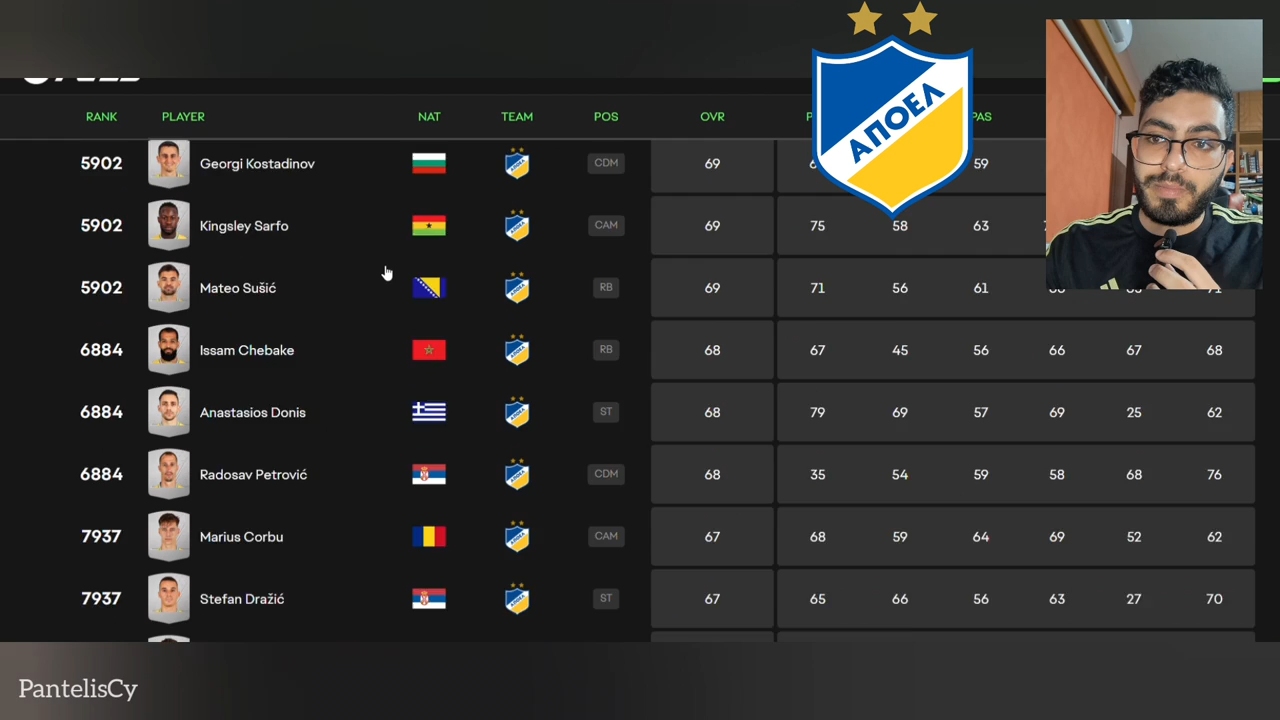 RANK PLAYER NAT TEAM POS OVR PAS
5902 Georgi Kostadinov CDM 69 59
5902 Kingsley Sarfo CAM 69 75 58 63
5902 Mateo Sušić RB 69 71 56 61
6884 Issam Chebake RB 68 67 45 56 66 67 68
6884 Anastasios Donis ST 68 79 69 57 69 25 62
6884 Radosav Petrović CDM 68 35 54 59 58 68 76
7937 Marius Corbu CAM 67 68 59 64 69 52 62
7937 Stefan Dražić ST 67 65 66 56 63 27 70
ΑΠΟΕΛ
PantelisCy